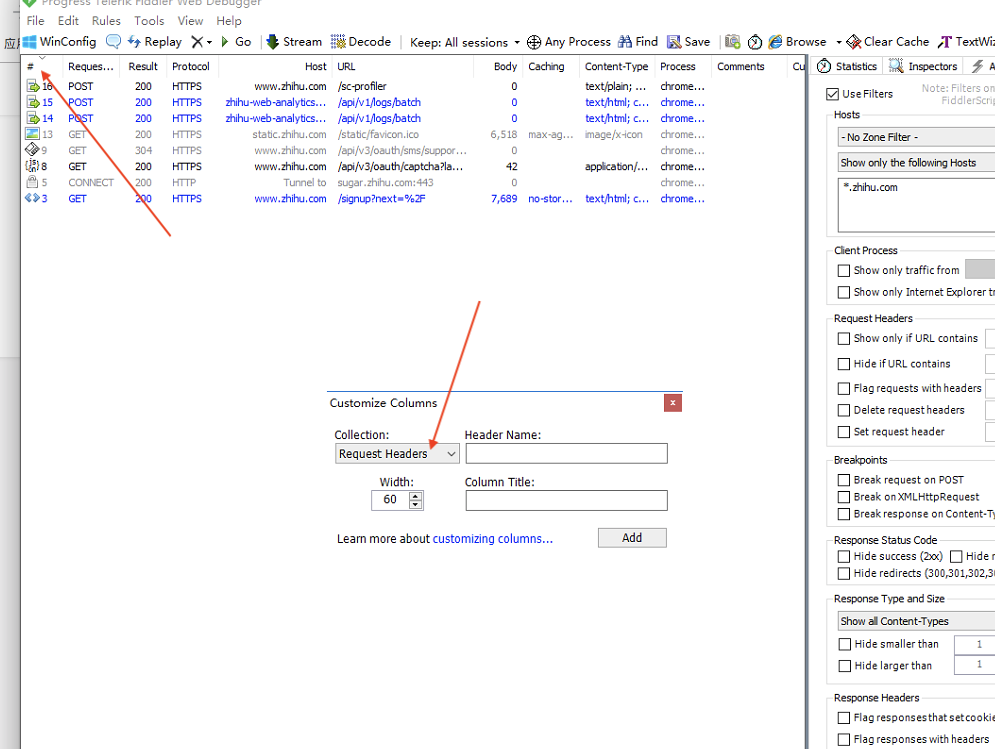 Progress Telerik Fiddler Web Debugger
File Edit Rules Tools View Help
WinConfig Replay Go Stream Decode Keep: All sessions Any Process Find Save Browse Clear Cache TextWiz
# Reques... Result Protocol Host URL Body Caching Content-Type Process Comments Cu
16 POST 200 HTTPS www.zhihu.com /sc-profiler 0 text/plain; ... chrome...
15 POST 200 HTTPS zhihu-web-analytics... /api/v1/logs/batch 0 text/html; c... chrome...
14 POST 200 HTTPS zhihu-web-analytics... /api/v1/logs/batch 0 text/html; c... chrome...
13 GET 200 HTTPS static.zhihu.com /static/favicon.ico 6,518 max-ag... image/x-icon chrome...
9 GET 304 HTTPS www.zhihu.com /api/v3/oauth/sms/suppor... 0 chrome...
8 GET 200 HTTPS www.zhihu.com /api/v3/oauth/captcha?la... 42 application/... chrome...
5 CONNECT 200 HTTP Tunnel to sugar.zhihu.com:443 0 chrome...
3 GET 200 HTTPS www.zhihu.com /signup?next=%2F 7,689 no-stor... text/html; c... chrome...
Customize Columns
x
Collection: Header Name:
Request Headers
Width: Column Title:
60
Learn more about customizing columns... Add
Statistics Inspectors A
Use Filters Note: Filters on
FiddlerScrip
Hosts
- No Zone Filter -
Show only the following Hosts
*.zhihu.com
Client Process
Show only traffic from
Show only Internet Explorer tr
Request Headers
Show only if URL contains
Hide if URL contains
Flag requests with headers
Delete request headers
Set request header
Breakpoints
Break request on POST
Break on XMLHttpRequest
Break response on Content-Ty
Response Status Code
Hide success (2xx) Hide n
Hide redirects (300,301,302,30
Response Type and Size
Show all Content-Types
Hide smaller than 1
Hide larger than 1
Response Headers
Flag responses that set cookie
Flag responses with headers